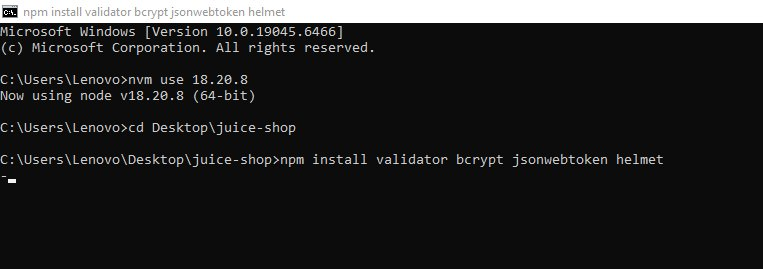 npm install validator bcrypt jsonwebtoken helmet
Microsoft Windows [Version 10.0.19045.6466]
(c) Microsoft Corporation. All rights reserved.
C:\Users\Lenovo>nvm use 18.20.8
Now using node v18.20.8 (64-bit)
C:\Users\Lenovo>cd Desktop\juice-shop
C:\Users\Lenovo\Desktop\juice-shop>npm install validator bcrypt jsonwebtoken helmet
-